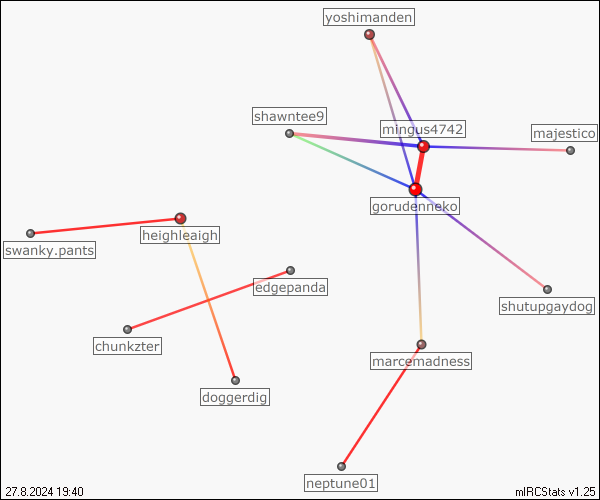 yoshimanden
shawntee9
mingus4742
majestico
gorudenneko
heighleaigh
swanky.pants
edgepanda
shutupgaydog
chunkzter
marcemadness
doggerdig
neptune01
27.8.2024 19:40
mIRCStats v1.25